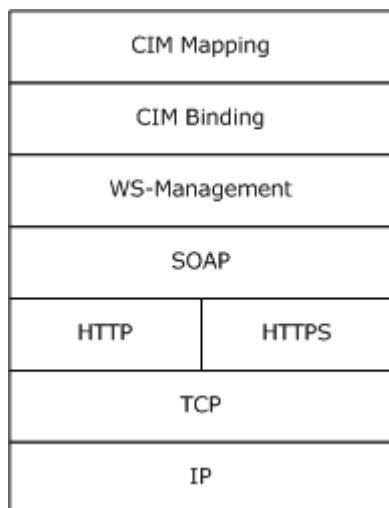 CIM Mapping
CIM Binding
WS-Management
SOAP
HTTP
HTTPS
TCP
IP